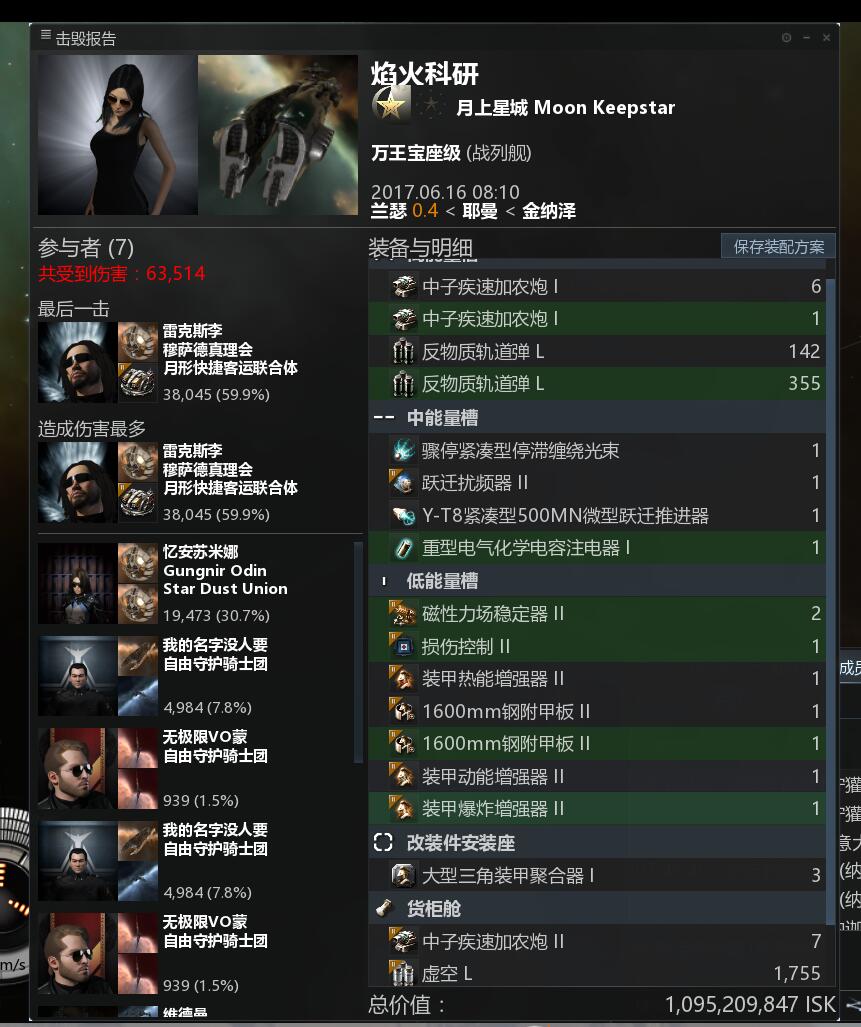 击毁报告
焰火科研
月上星城 Moon Keepstar
万王宝座级 (战列舰)
2017.06.16 08:10
兰瑟 0.4 < 耶曼 < 金纳泽
参与者 (7)
共受到伤害：63,514
最后一击
雷克斯李
穆萨德真理会
月形快捷客运联合体
38,045 (59.9%)
造成伤害最多
雷克斯李
穆萨德真理会
月形快捷客运联合体
38,045 (59.9%)
忆安苏米娜
Gungnir Odin
Star Dust Union
19,473 (30.7%)
我的名字没人要
自由守护骑士团
4,984 (7.8%)
无极限VO蒙
自由守护骑士团
939 (1.5%)
我的名字没人要
自由守护骑士团
4,984 (7.8%)
无极限VO蒙
自由守护骑士团
939 (1.5%)
维德曼
装备与明细
保存装配方案
中子疾速加农炮 I 6
中子疾速加农炮 I 1
反物质轨道弹 L 142
反物质轨道弹 L 355
中能量槽
骤停紧凑型停滞缠绕光束 1
跃迁扰频器 II 1
Y-T8紧凑型500MN微型跃迁推进器 1
重型电气化学电容注电器 I 1
低能量槽
磁性力场稳定器 II 2
损伤控制 II 1
装甲热能增强器 II 1
1600mm钢附甲板 II 1
1600mm钢附甲板 II 1
装甲动能增强器 II 1
装甲爆炸增强器 II 1
改装件安装座
大型三角装甲聚合器 I 3
货柜舱
中子疾速加农炮 II 7
虚空 L 1,755
总价值： 1,095,209,847 ISK
m/s
成员